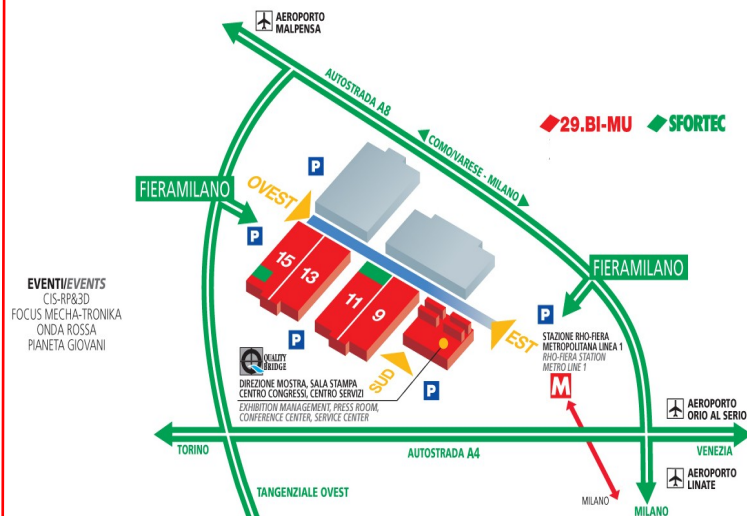 AEROPORTO
MALPENSA
AUTOSTRADA A8
29.BI-MU
SFORTEC
COMO/VARESE - MILANO
P
FIERAMILANO
OVEST
P
15
13
11
9
FIERAMILANO
EVENTI/EVENTS
CIS-RP&3D
FOCUS MECHA-TRONIKA
ONDA ROSSA
PIANETA GIOVANI
P
P
EST
STAZIONE RHO-FIERA
METROPOLITANA LINEA 1
RHO-FIERA STATION
METRO LINE 1
M
QUALITY
BRIDGE
SUD
P
DIREZIONE MOSTRA, SALA STAMPA
CENTRO CONGRESSI, CENTRO SERVIZI
EXHIBITION MANAGEMENT, PRESS ROOM,
CONFERENCE CENTER, SERVICE CENTER
AEROPORTO
ORIO AL SERIO
TORINO
AUTOSTRADA A4
VENEZIA
AEROPORTO
LINATE
TANGENZIALE OVEST
MILANO
MILANO